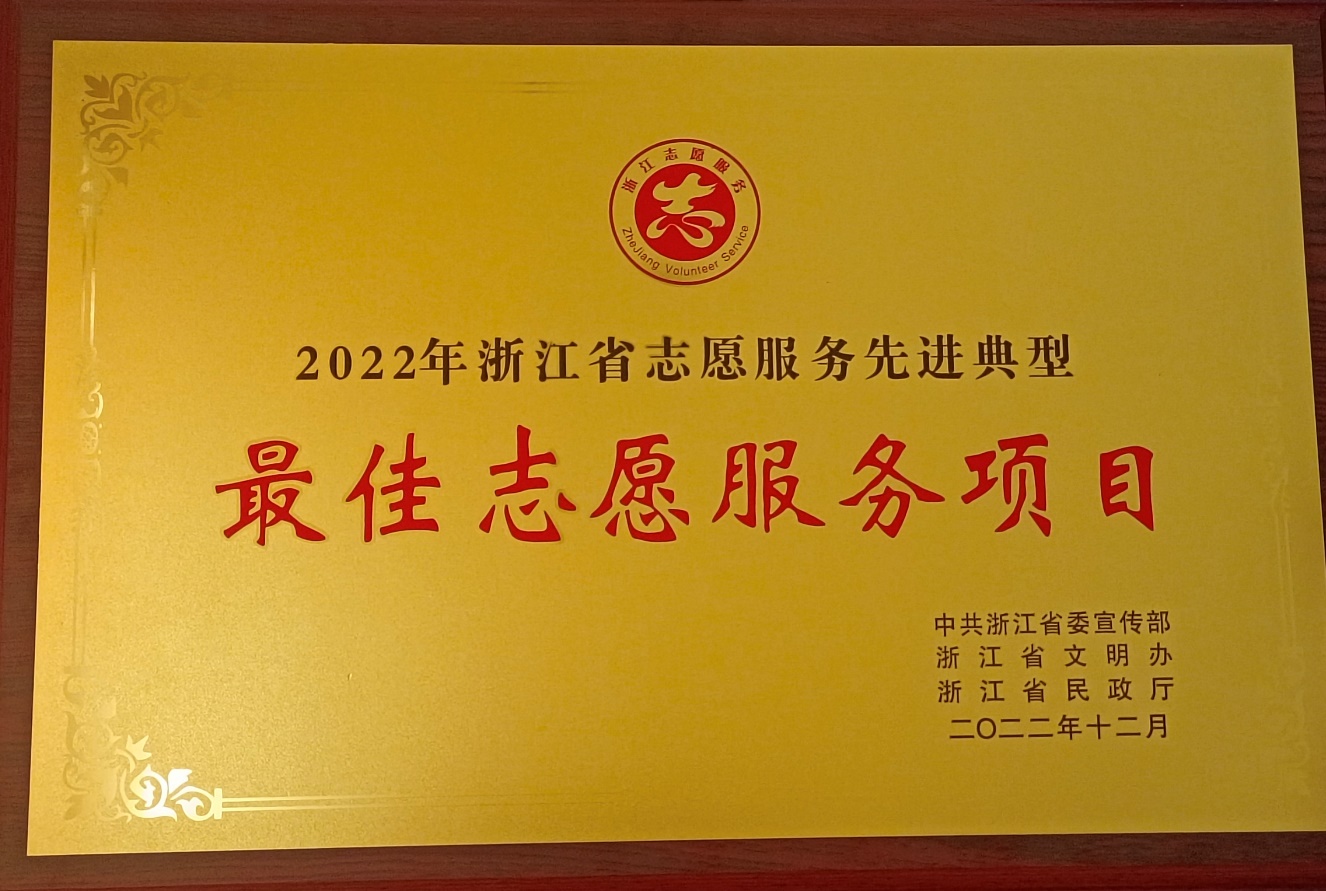 浙江志愿服务
志
ZheJiang Volunteer Service
2022年浙江省志愿服务先进典型
最佳志愿服务项目
中共浙江省委宣传部
浙江省文明办
浙江省民政厅
二〇二二年十二月